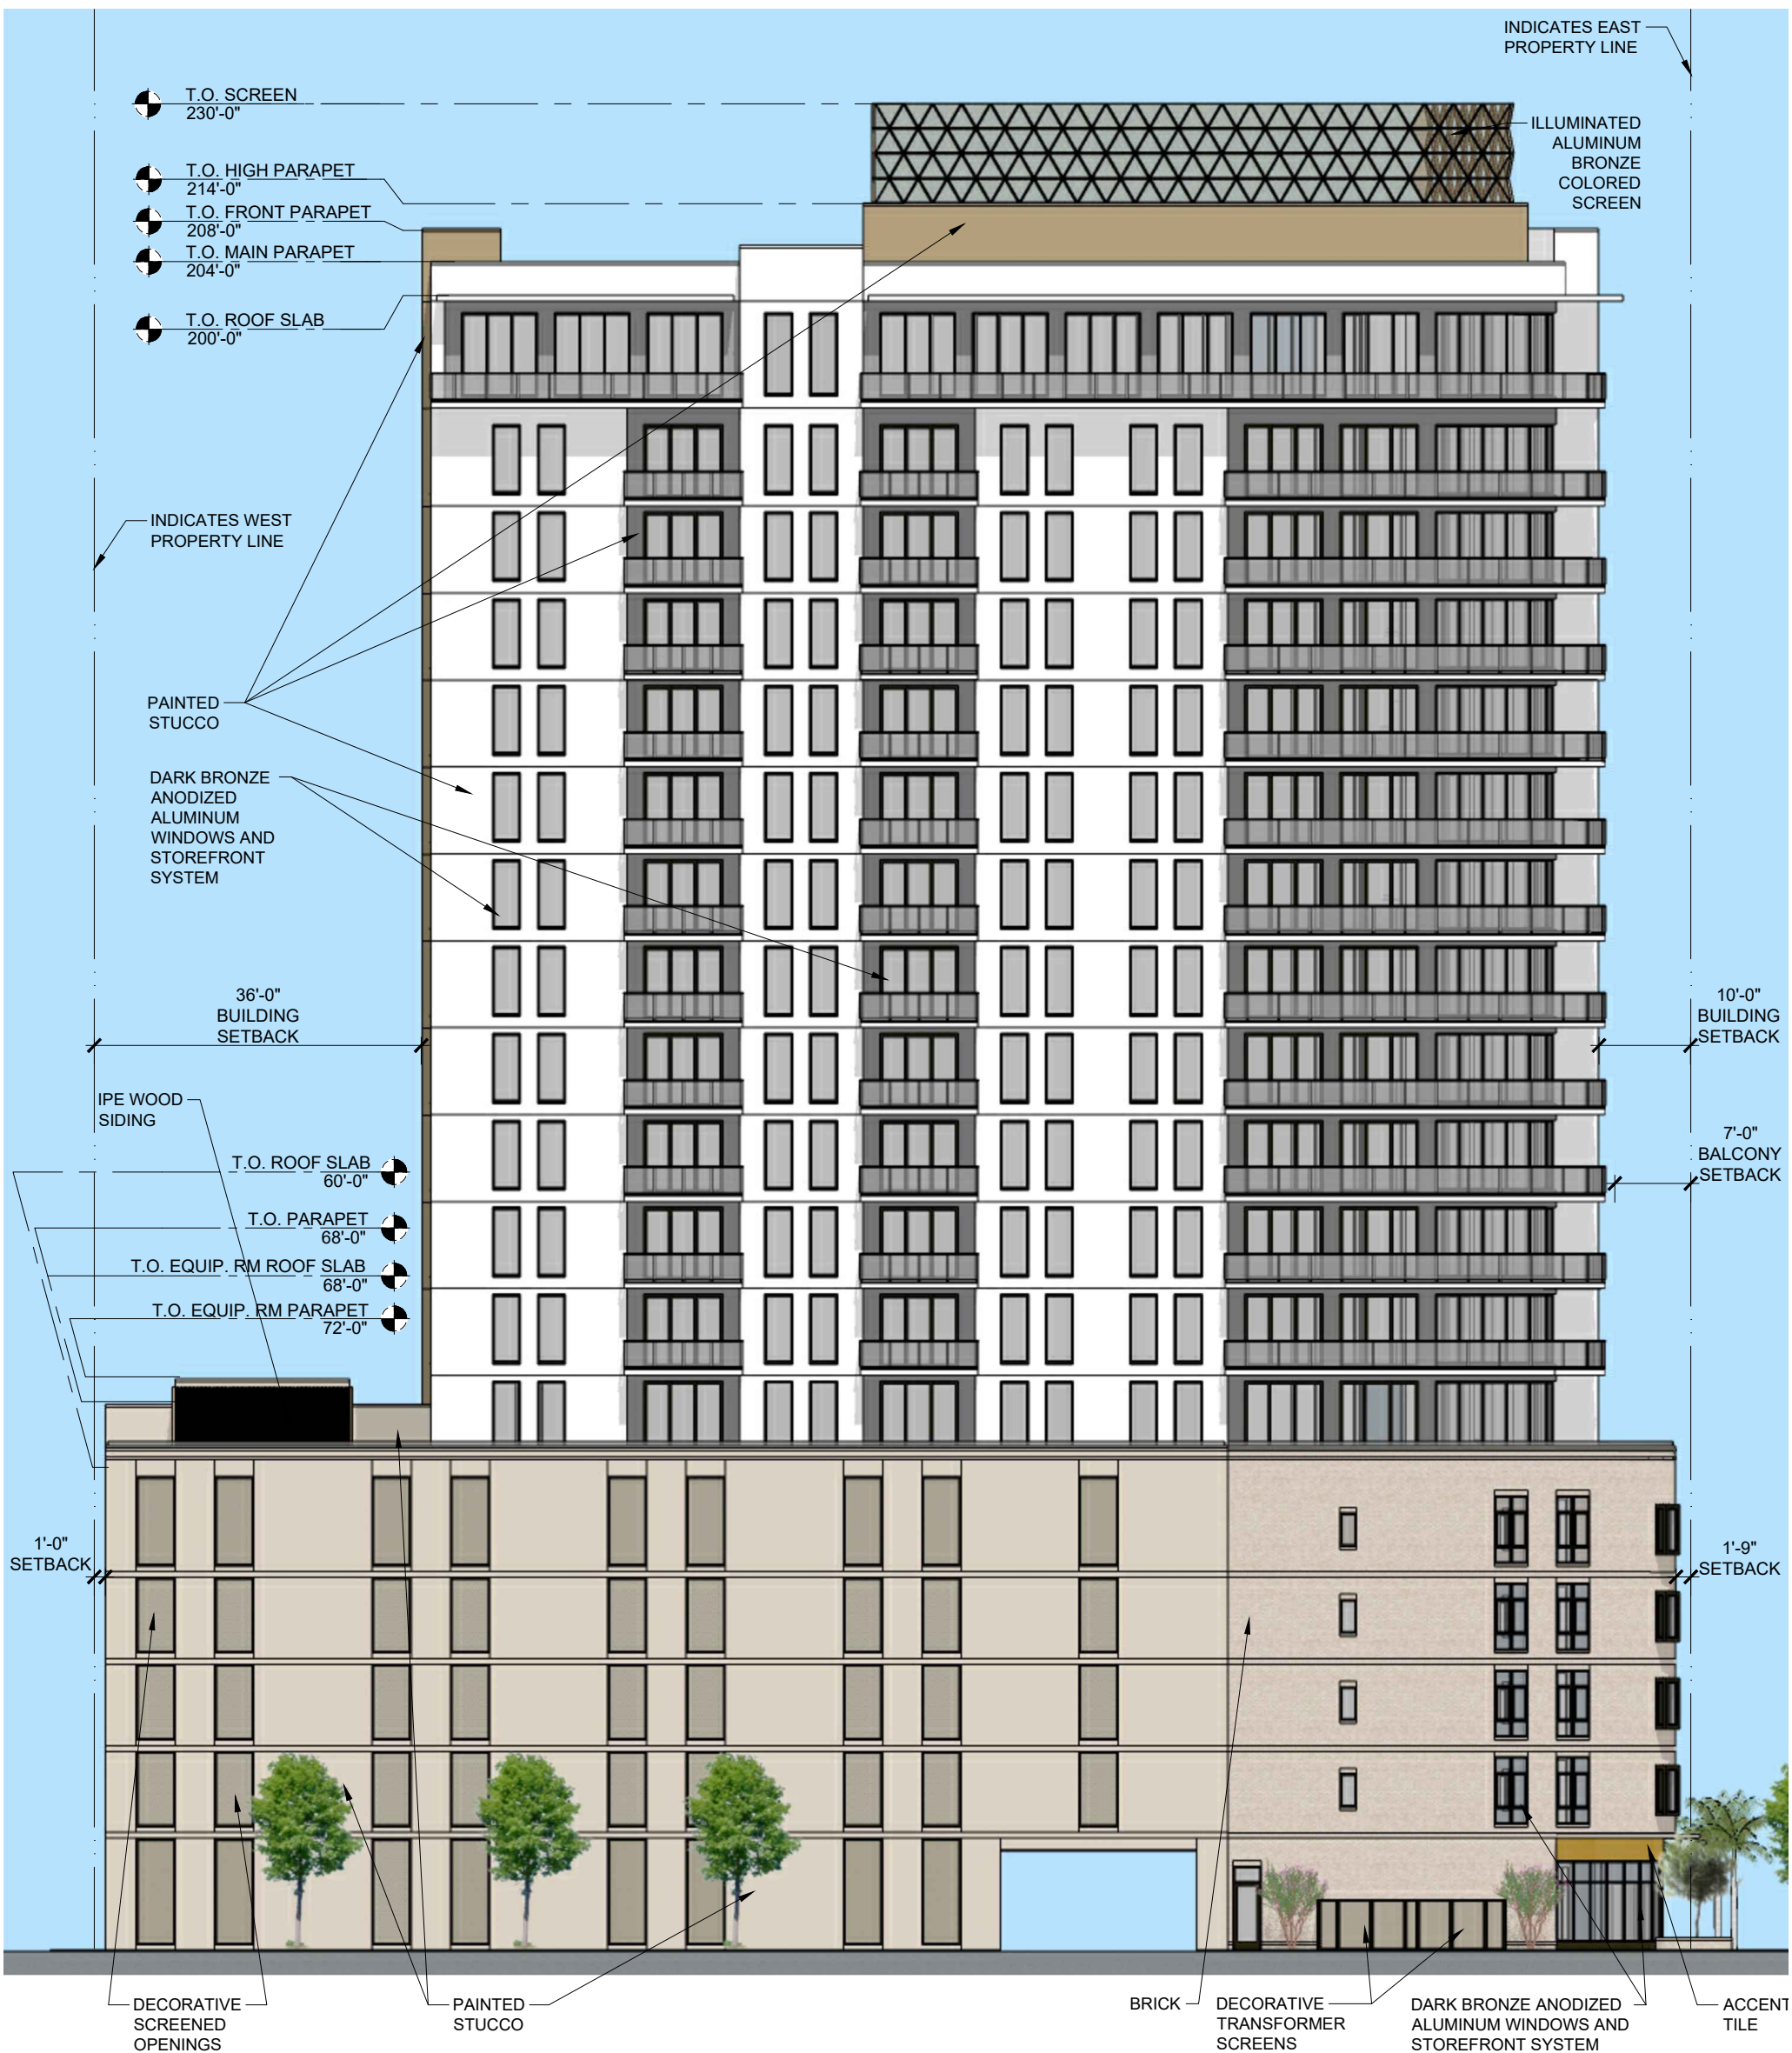 INDICATES EAST
PROPERTY LINE
T.O. SCREEN
230'-0"
ILLUMINATED
ALUMINUM
BRONZE
COLORED
SCREEN
T.O. HIGH PARAPET
214'-0"
T.O. FRONT PARAPET
208'-0"
T.O. MAIN PARAPET
204'-0"
T.O. ROOF SLAB
200'-0"
INDICATES WEST
PROPERTY LINE
PAINTED
STUCCO
DARK BRONZE
ANODIZED
ALUMINUM
WINDOWS AND
STOREFRONT
SYSTEM
36'-0"
BUILDING
SETBACK
10'-0"
BUILDING
SETBACK
IPE WOOD
SIDING
7'-0"
BALCONY
SETBACK
T.O. ROOF SLAB
60'-0"
T.O. PARAPET
68'-0"
T.O. EQUIP. RM ROOF SLAB
68'-0"
T.O. EQUIP. RM PARAPET
72'-0"
1'-0"
SETBACK
1'-9"
SETBACK
DECORATIVE
SCREENED
OPENINGS
PAINTED
STUCCO
BRICK
DECORATIVE
TRANSFORMER
SCREENS
DARK BRONZE ANODIZED
ALUMINUM WINDOWS AND
STOREFRONT SYSTEM
ACCENT
TILE